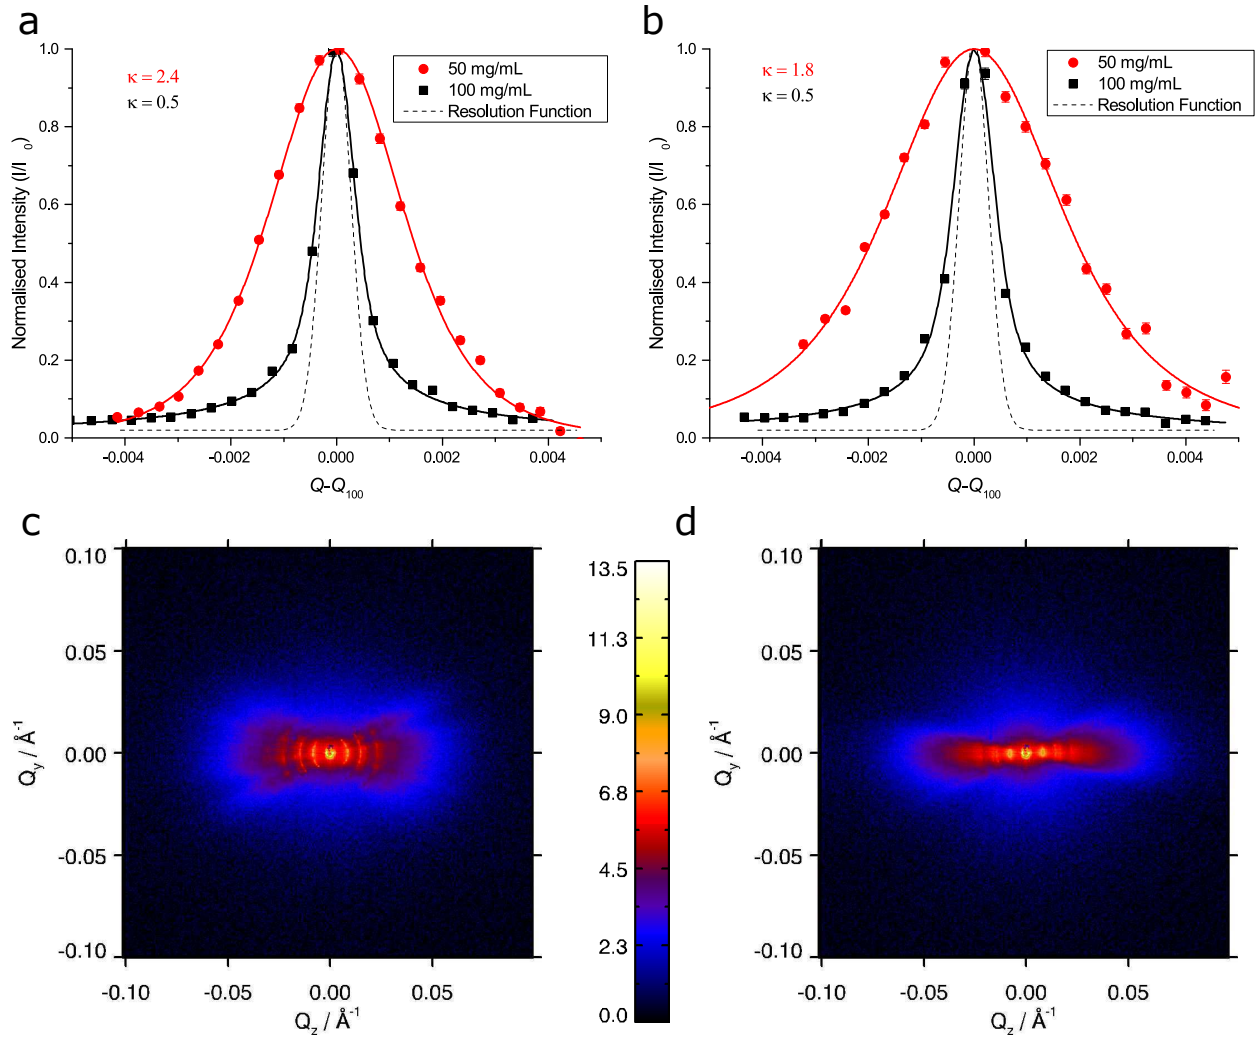 a
1.0
0.8
0.6
0.4
0.2
0.0
Normalised Intensity (I/I 0)
κ = 2.4
κ = 0.5
50 mg/mL
100 mg/mL
Resolution Function
-0.004
-0.002
0.000
0.002
0.004
Q-Q100
b
1.0
0.8
0.6
0.4
0.2
0.0
Normalised Intensity (I/I 0)
κ = 1.8
κ = 0.5
50 mg/mL
100 mg/mL
Resolution Function
-0.004
-0.002
0.000
0.002
0.004
Q-Q100
c
0.10
0.05
0.00
-0.05
-0.10
Qy / Å-1
-0.10
-0.05
0.00
0.05
Qz / Å-1
13.5
11.3
9.0
6.8
4.5
2.3
0.0
d
0.10
0.05
0.00
-0.05
-0.10
Qy / Å-1
-0.10
-0.05
0.00
0.05
Qz / Å-1